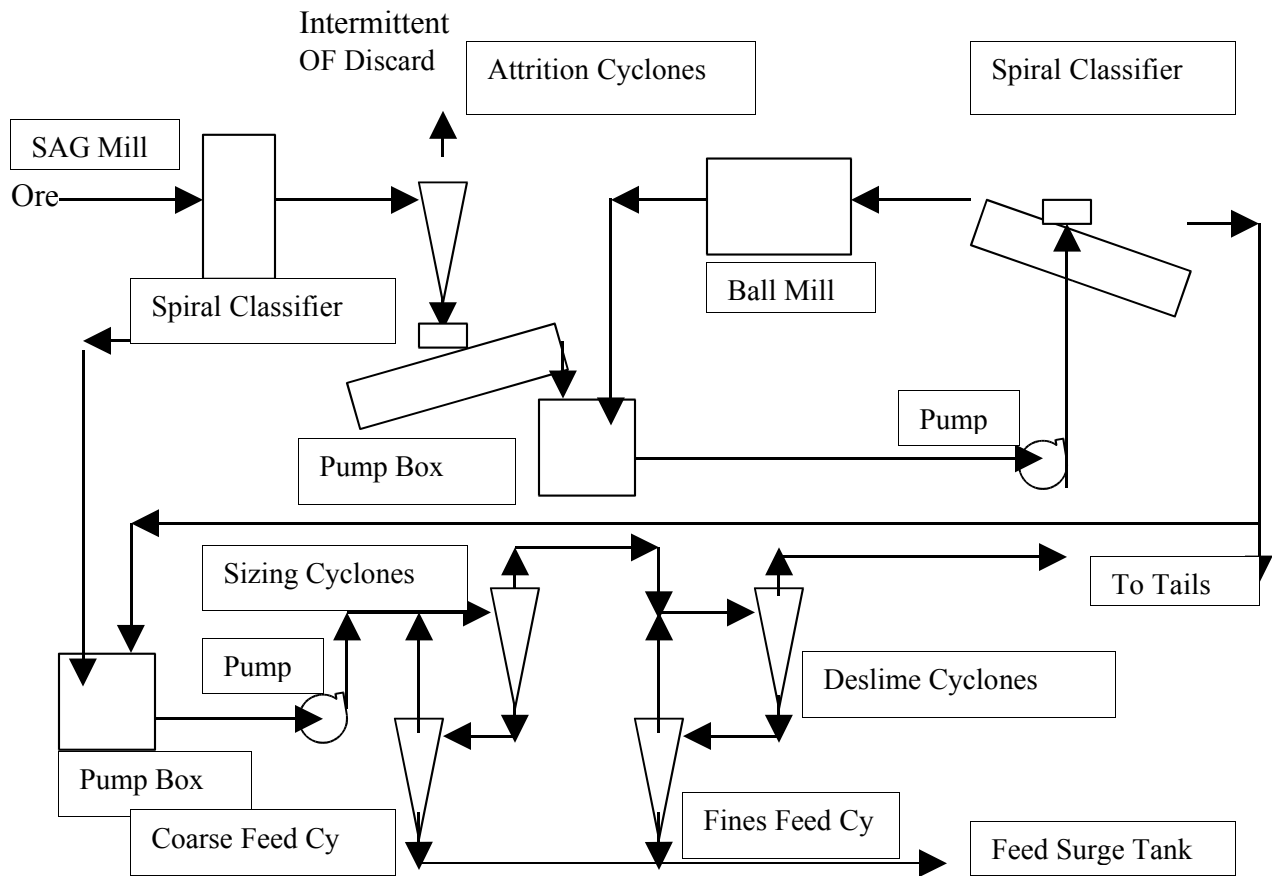 Intermittent
OF Discard
Attrition Cyclones
Spiral Classifier
SAG Mill
Ore
Spiral Classifier
Ball Mill
Pump Box
Pump
Sizing Cyclones
To Tails
Pump
Deslime Cyclones
Pump Box
Coarse Feed Cy
Fines Feed Cy
Feed Surge Tank